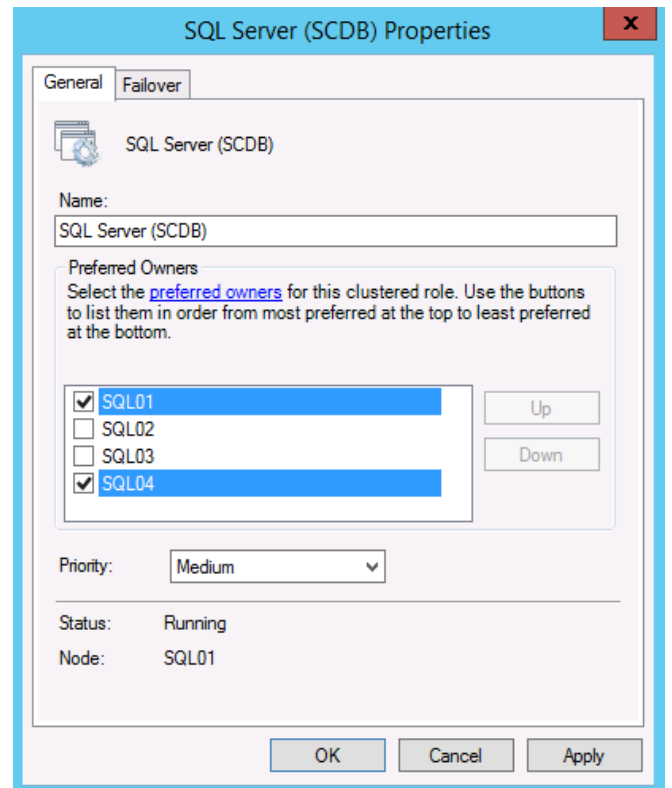 SQL Server (SCDB) Properties
x
General
Failover
SQL Server (SCDB)
Name:
SQL Server (SCDB)
Preferred Owners
Select the preferred owners for this clustered role. Use the buttons
to list them in order from most preferred at the top to least preferred
at the bottom.
SQL01
SQL02
SQL03
SQL04
Up
Down
Priority:
Medium
Status:
Running
Node:
SQL01
OK
Cancel
Apply